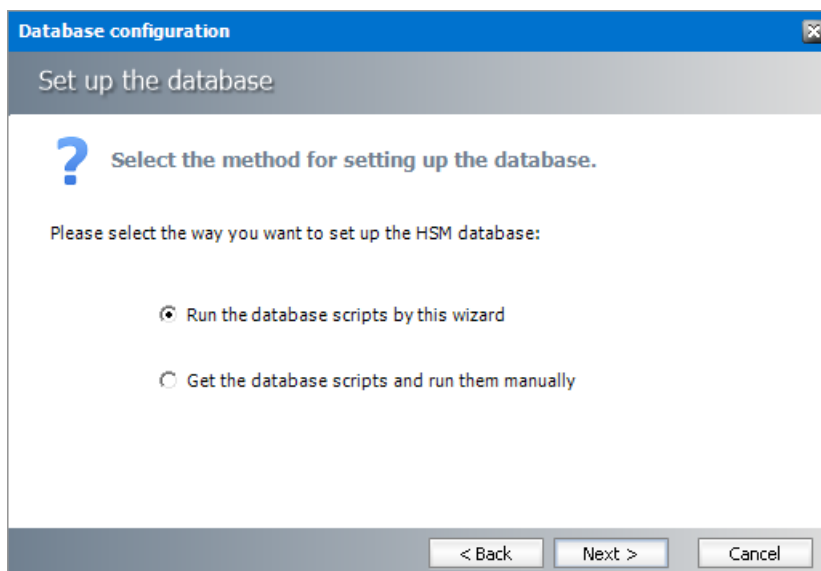 Database configuration
Set up the database
? Select the method for setting up the database.
Please select the way you want to set up the HSM database:
Run the database scripts by this wizard
Get the database scripts and run them manually
< Back Next > Cancel